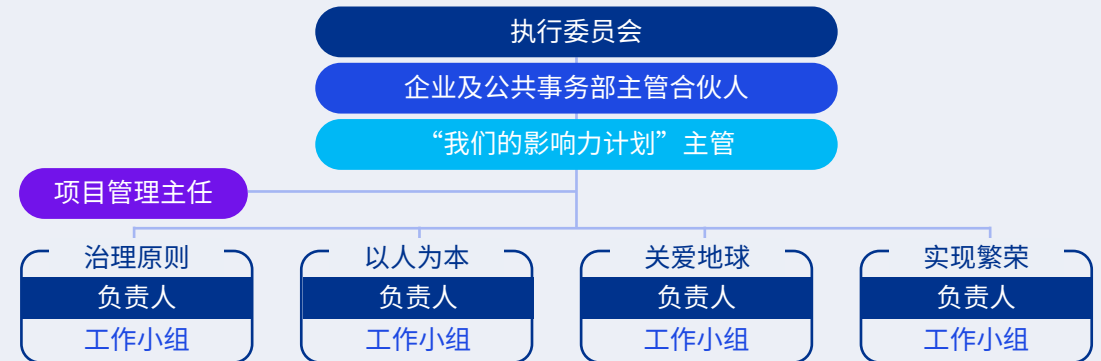 执行委员会
企业及公共事务部主管合伙人
“我们的影响力计划”主管
项目管理主任
治理原则
负责人
工作小组
以人为本
负责人
工作小组
关爱地球
负责人
工作小组
实现繁荣
负责人
工作小组